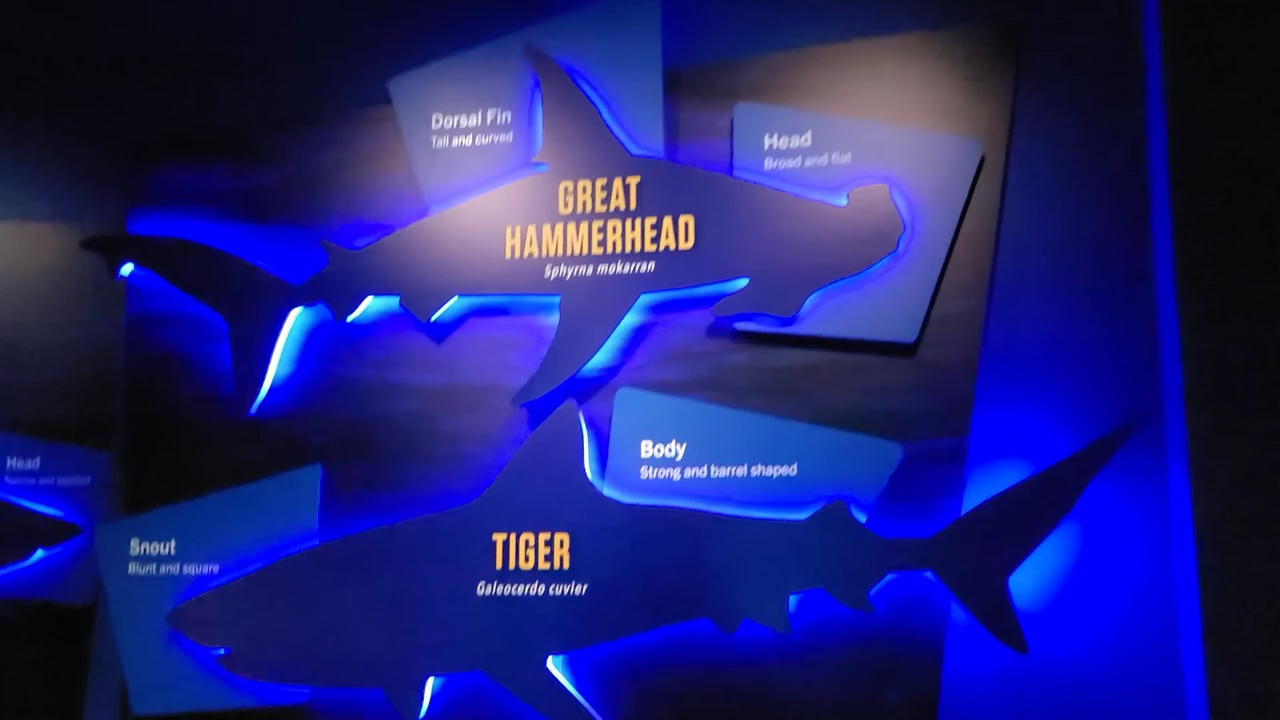 Dorsal Fin
Tall and curved
Head
Broad and flat
GREAT
HAMMERHEAD
Sphyrna mokarran
Body
Strong and barrel shaped
Head
Snout
Blunt and square
TIGER
Galeocerdo cuvier